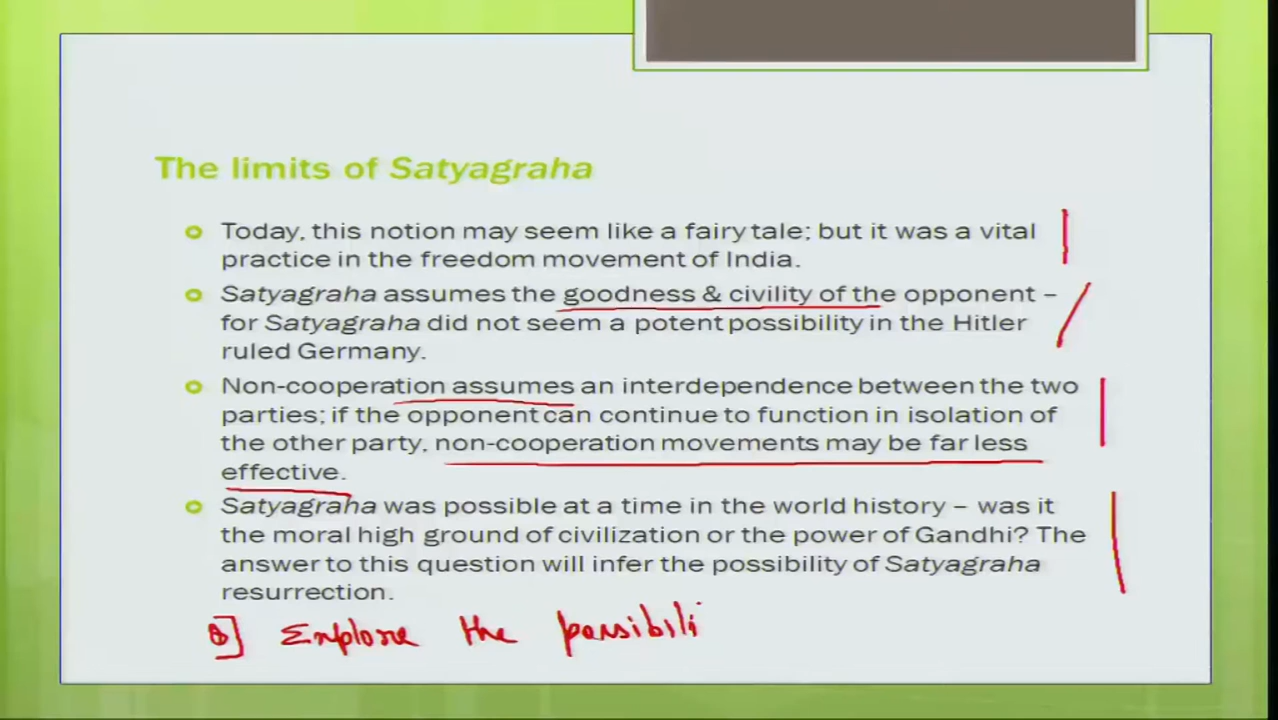 The limits of Satyagraha
Today, this notion may seem like a fairy tale; but it was a vital
practice in the freedom movement of India.
Satyagraha assumes the goodness & civility of the opponent –
for Satyagraha did not seem a potent possibility in the Hitler
ruled Germany.
Non-cooperation assumes an interdependence between the two
parties; if the opponent can continue to function in isolation of
the other party, non-cooperation movements may be far less
effective.
Satyagraha was possible at a time in the world history – was it
the moral high ground of civilization or the power of Gandhi? The
answer to this question will infer the possibility of Satyagraha
resurrection.
Explore the possibili